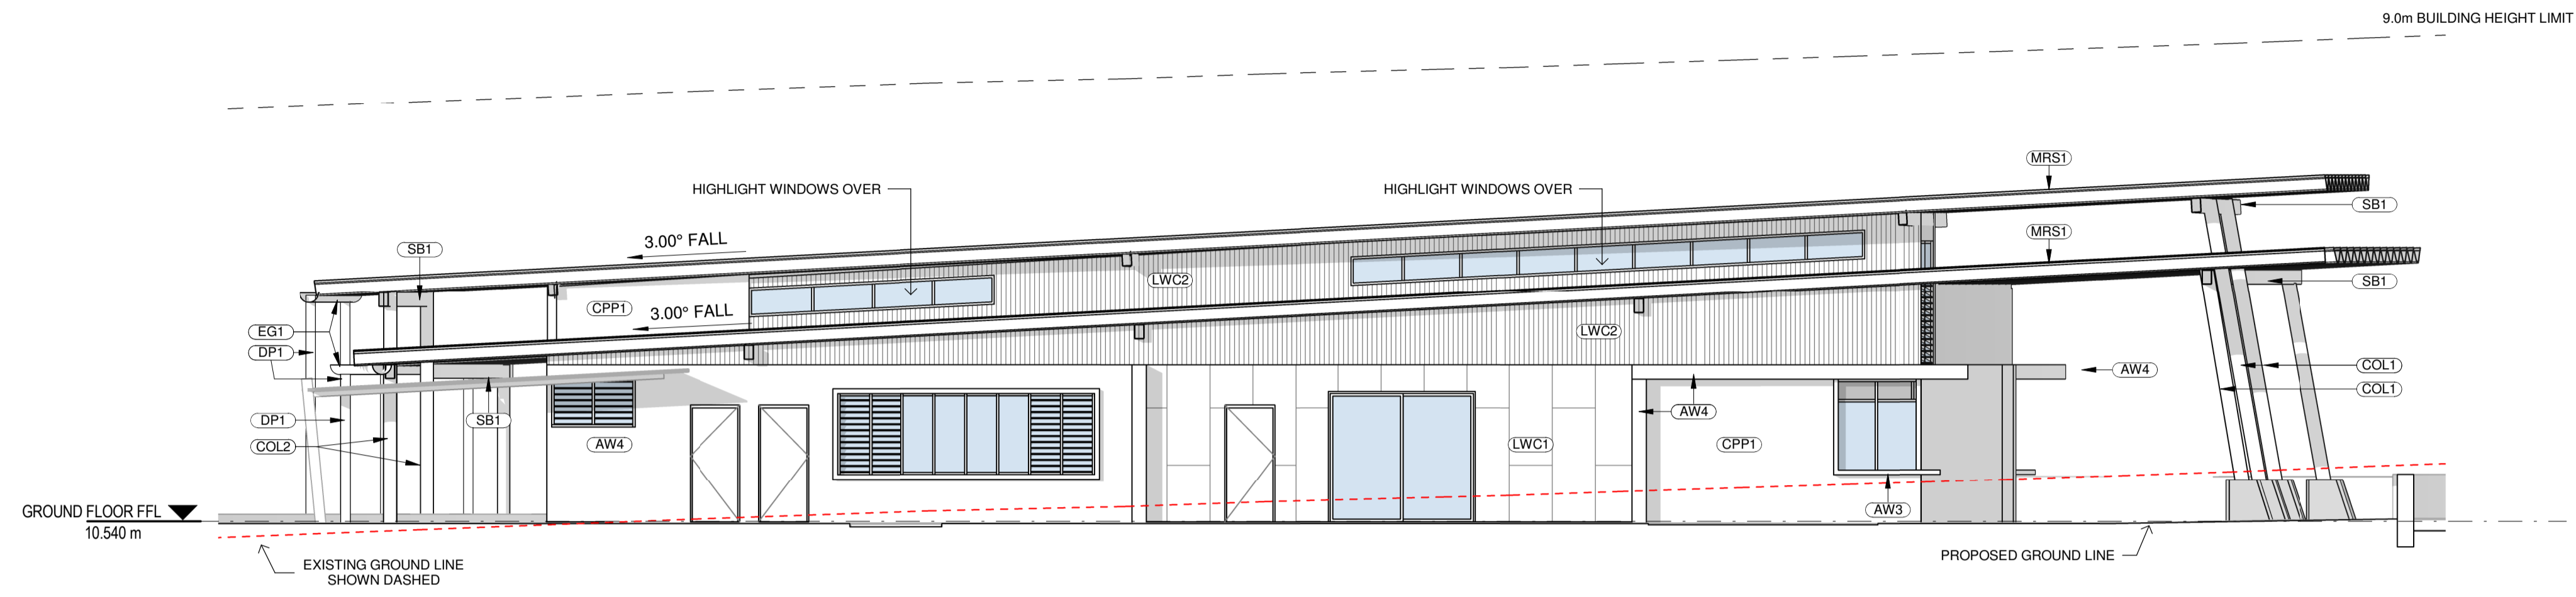 9.0m BUILDING HEIGHT LIMIT
MRS1
HIGHLIGHT WINDOWS OVER
HIGHLIGHT WINDOWS OVER
SB1
MRS1
3.00° FALL
SB1
LWC2
SB1
CPP1
3.00° FALL
EG1
LWC2
DP1
COL1
AW4
COL1
AW4
DP1
SB1
COL2
AW4
LWC1
CPP1
GROUND FLOOR FFL
10.540 m
AW3
EXISTING GROUND LINE
SHOWN DASHED
PROPOSED GROUND LINE